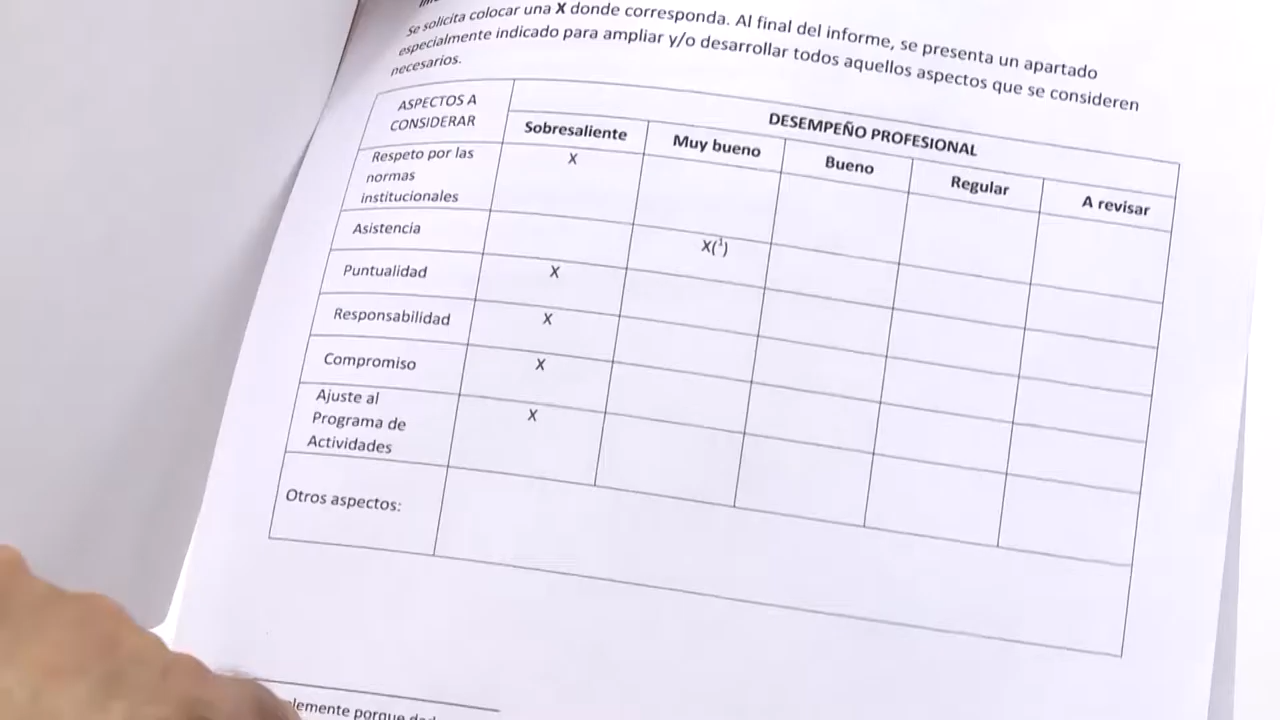 Se solicita colocar una X donde corresponda. Al final del informe, se presenta un apartado
especialmente indicado para ampliar y/o desarrollar todos aquellos aspectos que se consideren
necesarios.
ASPECTOS A
CONSIDERAR
DESEMPEÑO PROFESIONAL
Sobresaliente Muy bueno Bueno Regular A revisar
Respeto por las
normas
institucionales
X
Asistencia X(¹)
Puntualidad X
Responsabilidad X
Compromiso X
Ajuste al
Programa de
Actividades
X
Otros aspectos:
porque